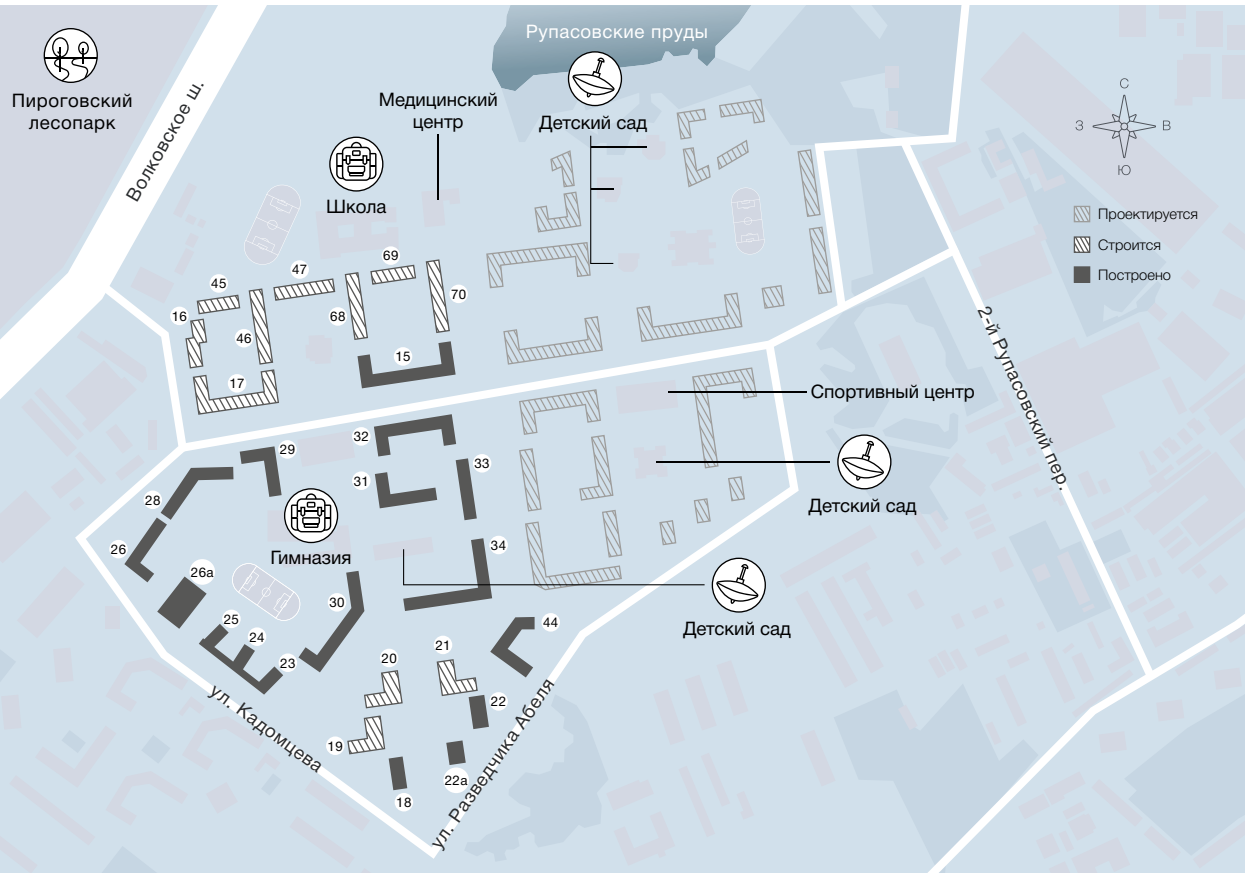 Рупасовские пруды
Пироговский
лесопарк
Волковское ш.
Медицинский
центр
Детский сад
Школа
С
З
В
Ю
Проектируется
Строится
Построено
69
47
45
70
16
68
46
15
17
2-й Рупасовский пер.
Спортивный центр
32
29
33
31
28
Детский сад
Гимназия
34
26
26а
30
25
24
23
44
Детский сад
21
20
22
19
22а
18
ул. Кадомцева
ул. Разведчика Абеля